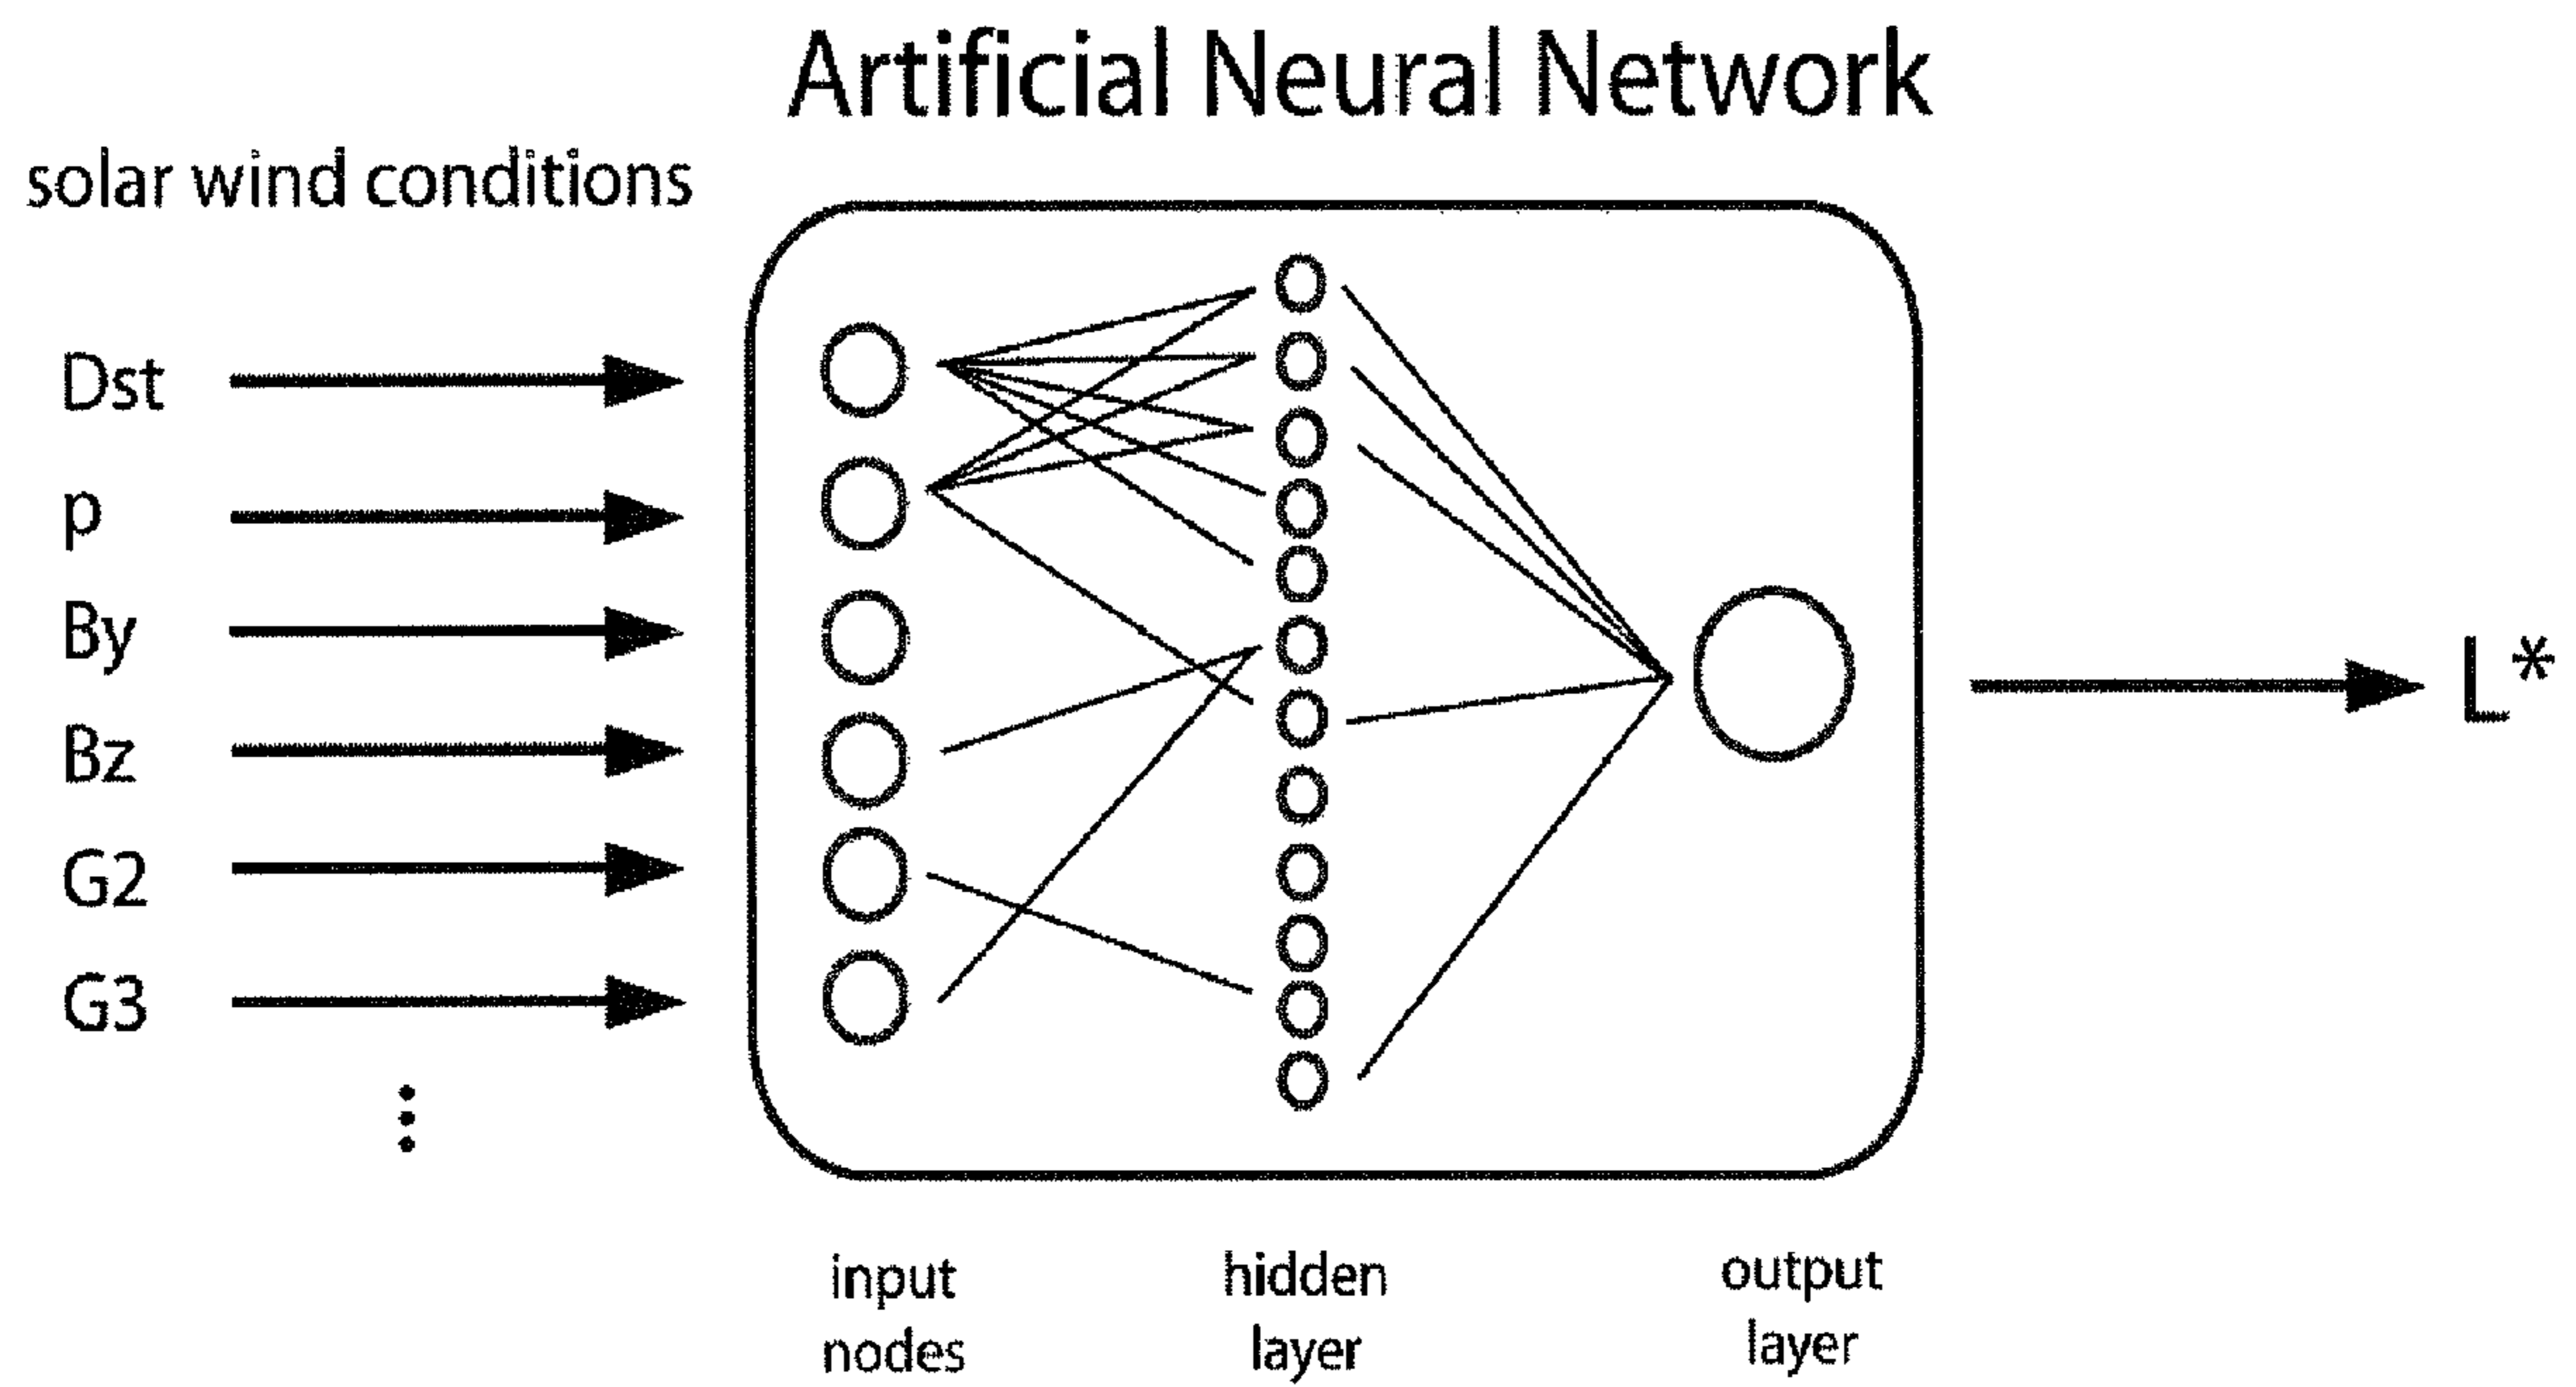 Artificial Neural Network
solar wind conditions
Dst
p
By
Bz
G2
G3
L*
input
nodes
hidden
layer
output
layer